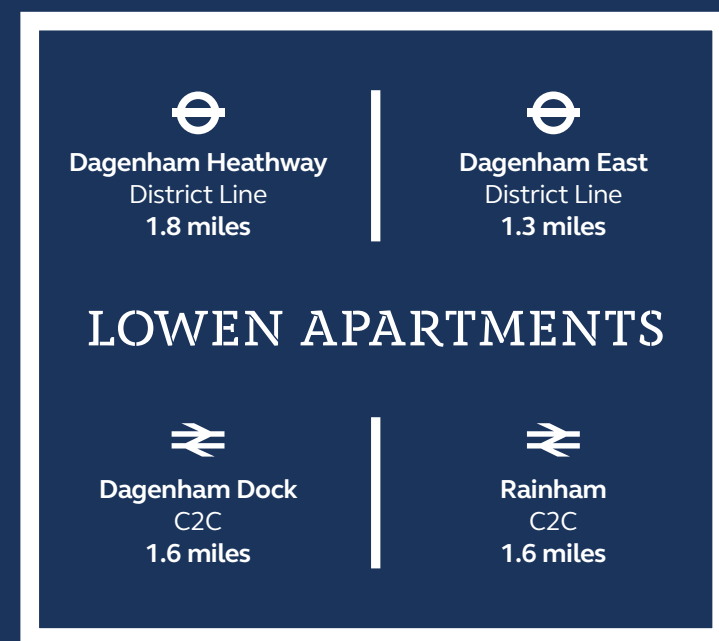 Dagenham Heathway
District Line
1.8 miles
Dagenham East
District Line
1.3 miles
LOWEN APARTMENTS
Dagenham Dock
C2C
1.6 miles
Rainham
C2C
1.6 miles